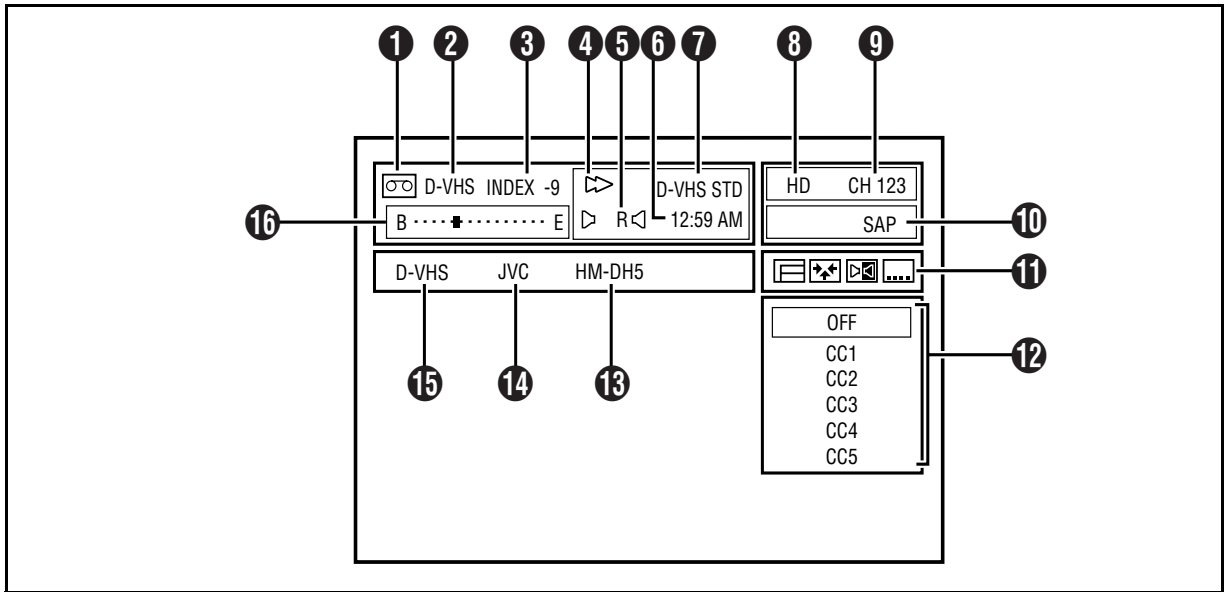 1 2 3 4 5 6 7 8 9
D-VHS INDEX -9 D-VHS STD HD CH 123
B E R 12:59 AM SAP
16 10
D-VHS JVC HM-DH5
11
OFF
CC1
CC2
CC3
CC4
CC5
12
15 14 13